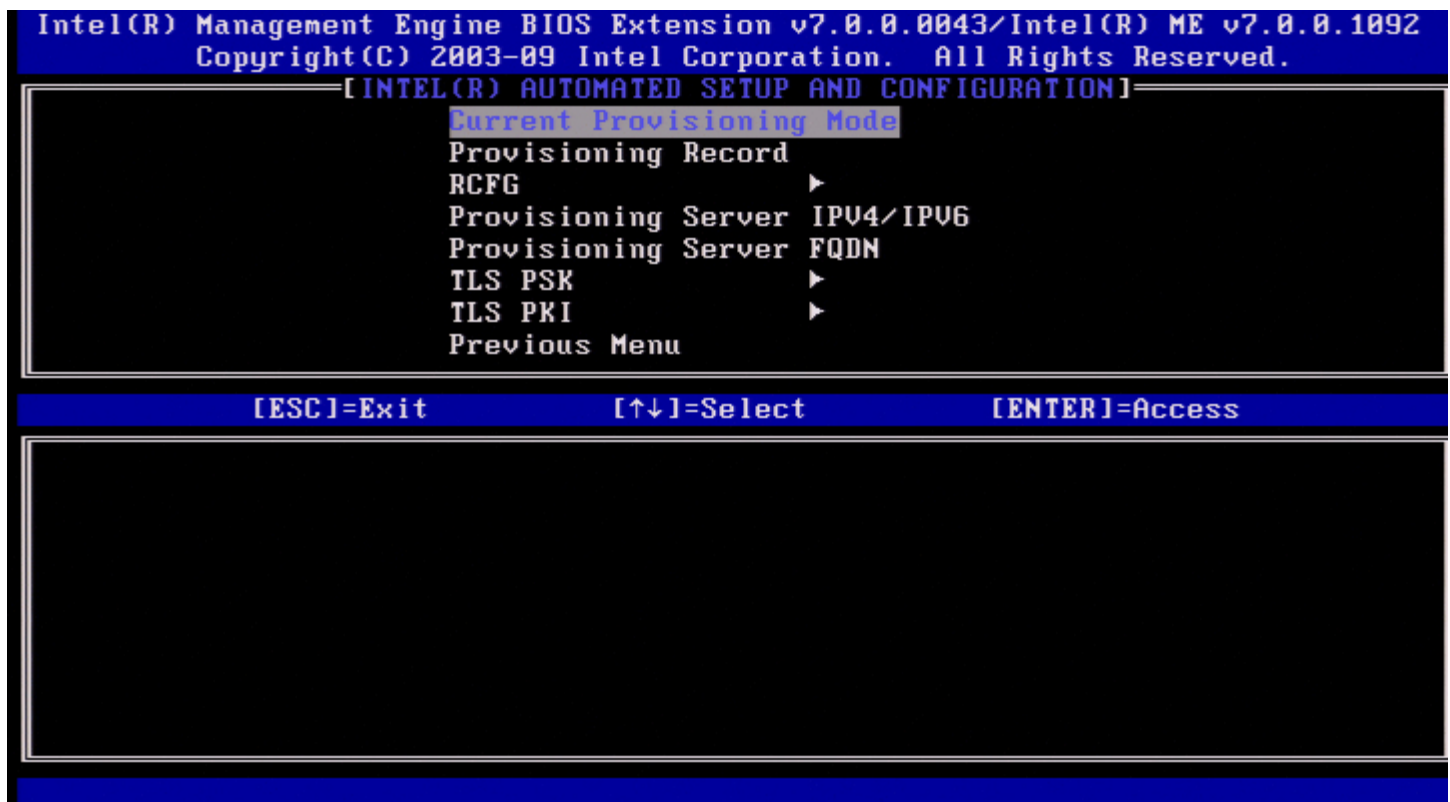 Intel(R) Management Engine BIOS Extension v7.0.0.0043/Intel(R) ME v7.0.0.1092
Copyright(C) 2003-09 Intel Corporation. All Rights Reserved.
[INTEL(R) AUTOMATED SETUP AND CONFIGURATION]
Current Provisioning Mode
Provisioning Record
RCFG ►
Provisioning Server IPV4/IPV6
Provisioning Server FQDN
TLS PSK ►
TLS PKI ►
Previous Menu
[ESC]=Exit [↑↓]=Select [ENTER]=Access